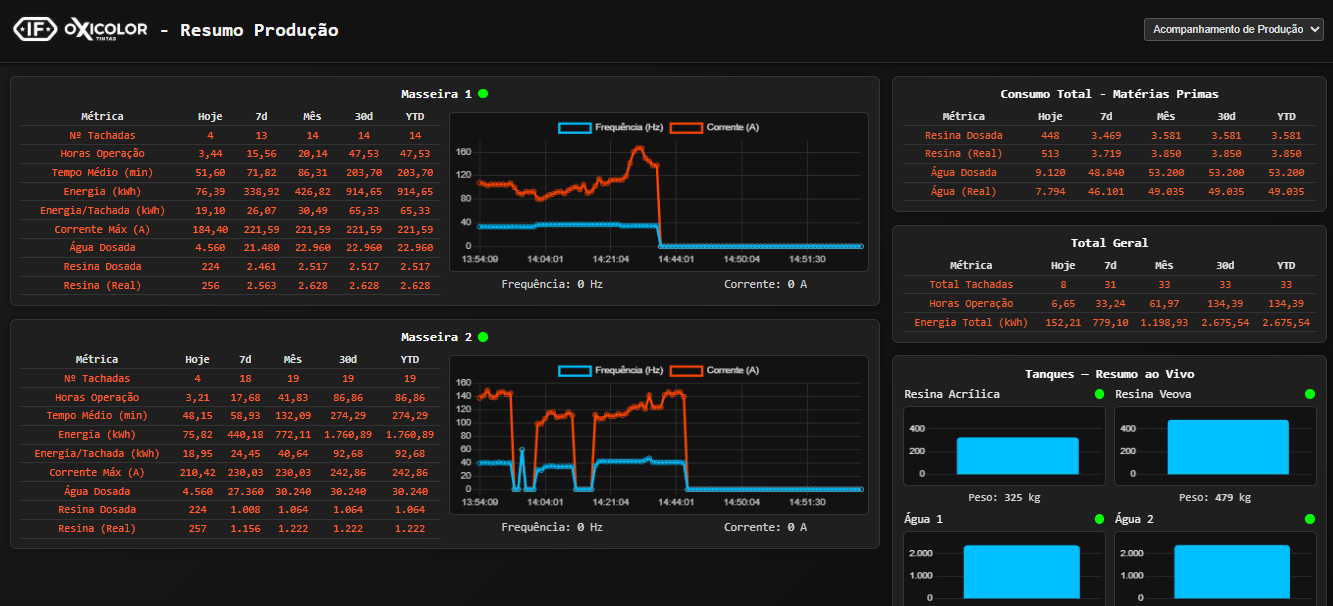 IF OXICOLOR TINTAS - Resumo Produção
Acompanhamento de Produção
Masseira 1
Métrica Hoje 7d Mês 30d YTD
Nº Tachadas 4 13 14 14 14
Horas Operação 3,44 15,56 20,14 47,53 47,53
Tempo Médio (min) 51,60 71,82 86,31 203,70 203,70
Energia (kWh) 76,39 338,92 426,82 914,65 914,65
Energia/Tachada (kWh) 19,10 26,07 30,49 65,33 65,33
Corrente Máx (A) 184,40 221,59 221,59 221,59 221,59
Água Dosada 4.560 21.480 22.960 22.960 22.960
Resina Dosada 224 2.461 2.517 2.517 2.517
Resina (Real) 256 2.563 2.628 2.628 2.628
Frequência (Hz) Corrente (A)
160
120
80
40
0
13:54:09 14:04:01 14:21:04 14:44:01 14:50:04 14:51:30
Frequência: 0 Hz Corrente: 0 A
Masseira 2
Métrica Hoje 7d Mês 30d YTD
Nº Tachadas 4 18 19 19 19
Horas Operação 3,21 17,68 41,83 86,86 86,86
Tempo Médio (min) 48,15 58,93 132,09 274,29 274,29
Energia (kWh) 75,82 440,18 772,11 1.760,89 1.760,89
Energia/Tachada (kWh) 18,95 24,45 40,64 92,68 92,68
Corrente Máx (A) 210,42 230,03 230,03 242,86 242,86
Água Dosada 4.560 27.360 30.240 30.240 30.240
Resina Dosada 224 1.008 1.064 1.064 1.064
Resina (Real) 257 1.156 1.222 1.222 1.222
Frequência (Hz) Corrente (A)
160
140
120
100
80
60
40
20
0
13:54:09 14:04:01 14:21:04 14:44:01 14:50:04 14:51:30
Frequência: 0 Hz Corrente: 0 A
Consumo Total - Matérias Primas
Métrica Hoje 7d Mês 30d YTD
Resina Dosada 448 3.469 3.581 3.581 3.581
Resina (Real) 513 3.719 3.850 3.850 3.850
Água Dosada 9.120 48.840 53.200 53.200 53.200
Água (Real) 7.794 46.101 49.035 49.035 49.035
Total Geral
Métrica Hoje 7d Mês 30d YTD
Total Tachadas 8 31 33 33 33
Horas Operação 6,65 33,24 61,97 134,39 134,39
Energia Total (kWh) 152,21 779,10 1.198,93 2.675,54 2.675,54
Tanques – Resumo ao Vivo
Resina Acrílica
400
200
0
Peso: 325 kg
Resina Veova
400
200
0
Peso: 479 kg
Água 1
2.000
1.000
0
Água 2
2.000
1.000
0